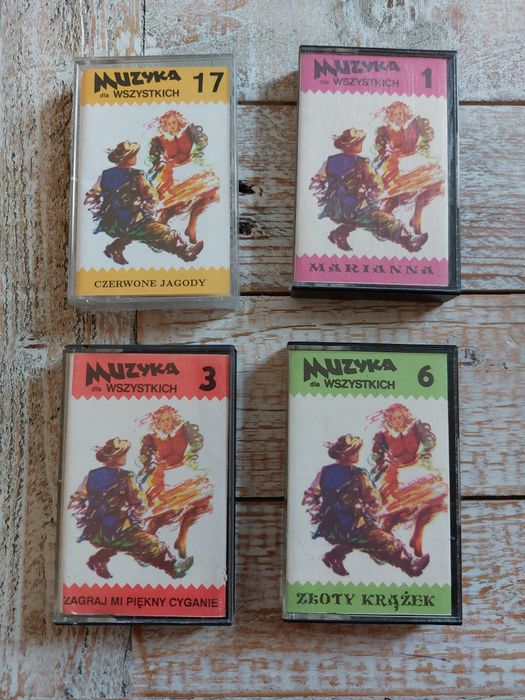 MUZYKA 17
dla WSZYSTKICH
CZERWONE JAGODY
MUZYKA 1
dla WSZYSTKICH
MARIANNA
MUZYKA 3
dla WSZYSTKICH
ZAGRAJ MI PIĘKNY CYGANIE
MUZYKA 6
dla WSZYSTKICH
ZŁOTY KRĄŻEK